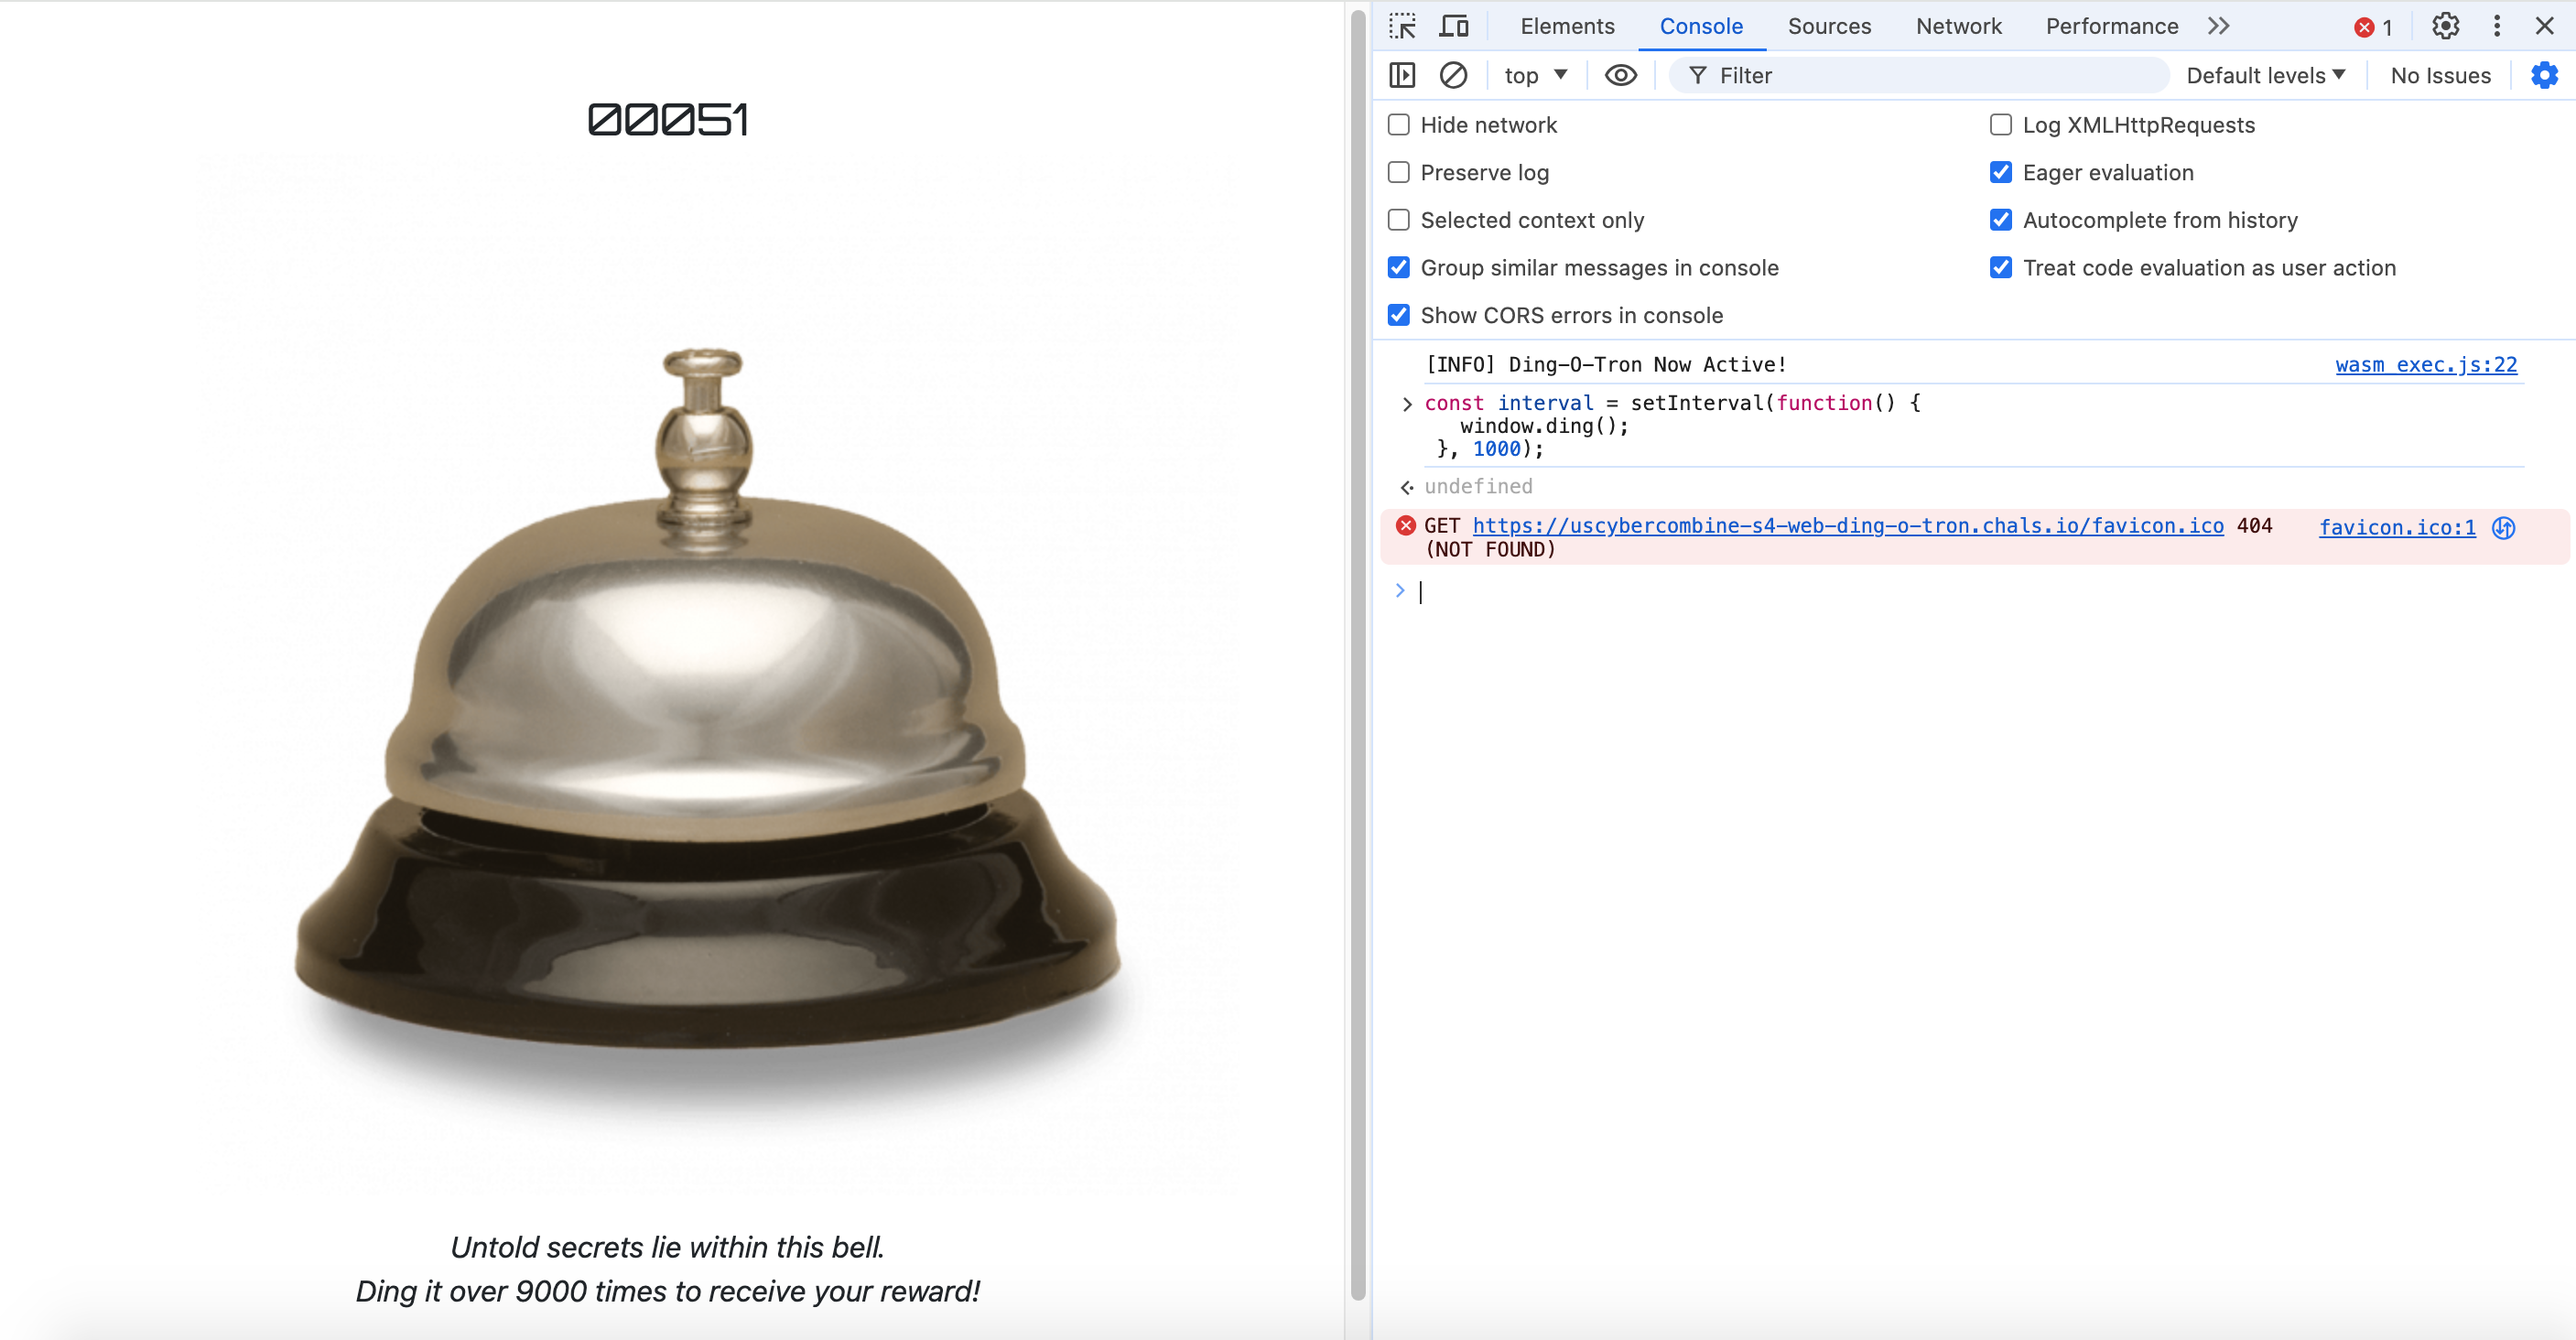 Elements Console Sources Network Performance 1
top Filter Default levels No Issues
00051
Hide network Log XMLHttpRequests
Preserve log Eager evaluation
Selected context only Autocomplete from history
Group similar messages in console Treat code evaluation as user action
Show CORS errors in console
[INFO] Ding-O-Tron Now Active! wasm_exec.js:22
> const interval = setInterval(function() {
window.ding();
}, 1000);
undefined
GET https://uscybercombine-s4-web-ding-o-tron.chals.io/favicon.ico 404 favicon.ico:1
(NOT FOUND)
>
Untold secrets lie within this bell.
Ding it over 9000 times to receive your reward!